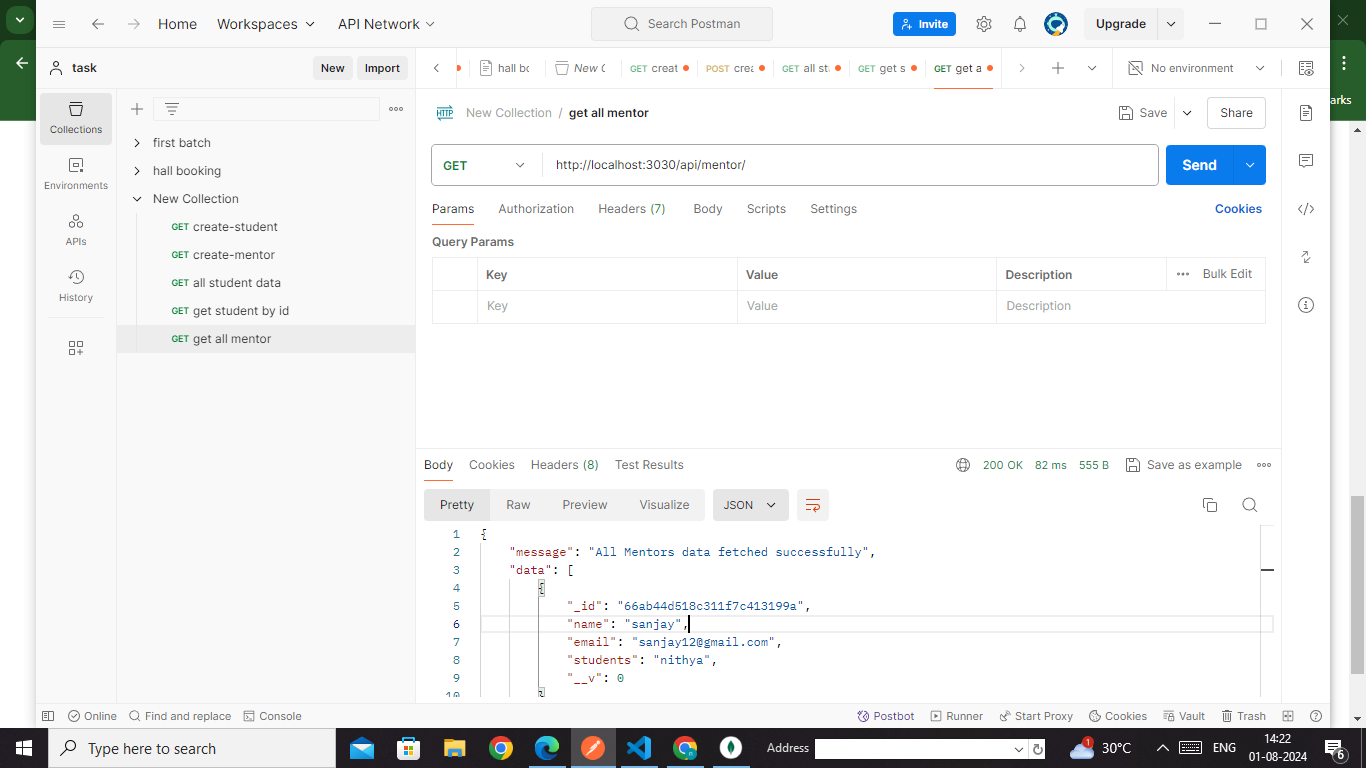 Home
Workspaces
API Network
Search Postman
Invite
Upgrade
task
New
Import
hall bo
New C
GET creat
POST crea
GET all st
GET get s
GET get a
No environment
arks
Collections
Environments
APIs
History
first batch
hall booking
New Collection
GET create-student
GET create-mentor
GET all student data
GET get student by id
GET get all mentor
HTTP
New Collection / get all mentor
Save
Share
GET
http://localhost:3030/api/mentor/
Send
Params
Authorization
Headers (7)
Body
Scripts
Settings
Cookies
Query Params
Key
Value
Description
Bulk Edit
Key
Value
Description
Body
Cookies
Headers (8)
Test Results
200 OK
82 ms
555 B
Save as example
Pretty
Raw
Preview
Visualize
JSON
1 {
2 "message": "All Mentors data fetched successfully",
3 "data": [
4 {
5 "_id": "66ab44d518c311f7c413199a",
6 "name": "sanjay",
7 "email": "sanjay12@gmail.com",
8 "students": "nithya",
9 "__v": 0
10 }
Online
Find and replace
Console
Postbot
Runner
Start Proxy
Cookies
Vault
Trash
Type here to search
Address
1
30°C
ENG
14:22
01-08-2024
6